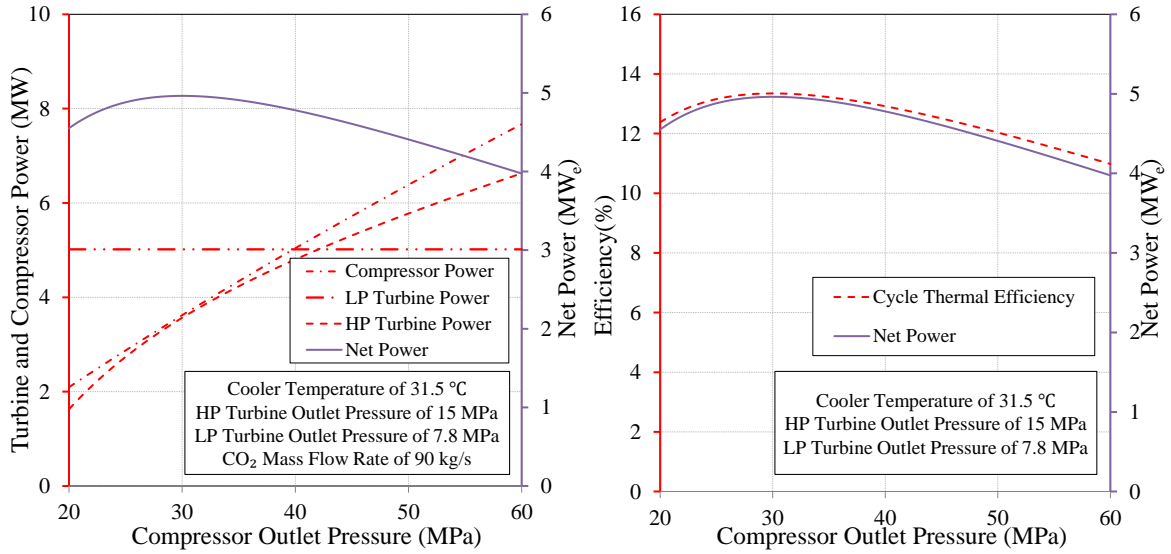 10
8
6
4
2
0
Turbine and Compressor Power (MW)
6
5
4
3
2
1
0
Net Power (MWₑ)
Compressor Power
LP Turbine Power
HP Turbine Power
Net Power
Cooler Temperature of 31.5 ℃
HP Turbine Outlet Pressure of 15 MPa
LP Turbine Outlet Pressure of 7.8 MPa
CO₂ Mass Flow Rate of 90 kg/s
20 30 40 50 60
Compressor Outlet Pressure (MPa)
16
14
12
10
8
6
4
2
0
Efficiency(%)
6
5
4
3
2
1
0
Net Power (MWₑ)
Cycle Thermal Efficiency
Net Power
Cooler Temperature of 31.5 ℃
HP Turbine Outlet Pressure of 15 MPa
LP Turbine Outlet Pressure of 7.8 MPa
20 30 40 50 60
Compressor Outlet Pressure (MPa)